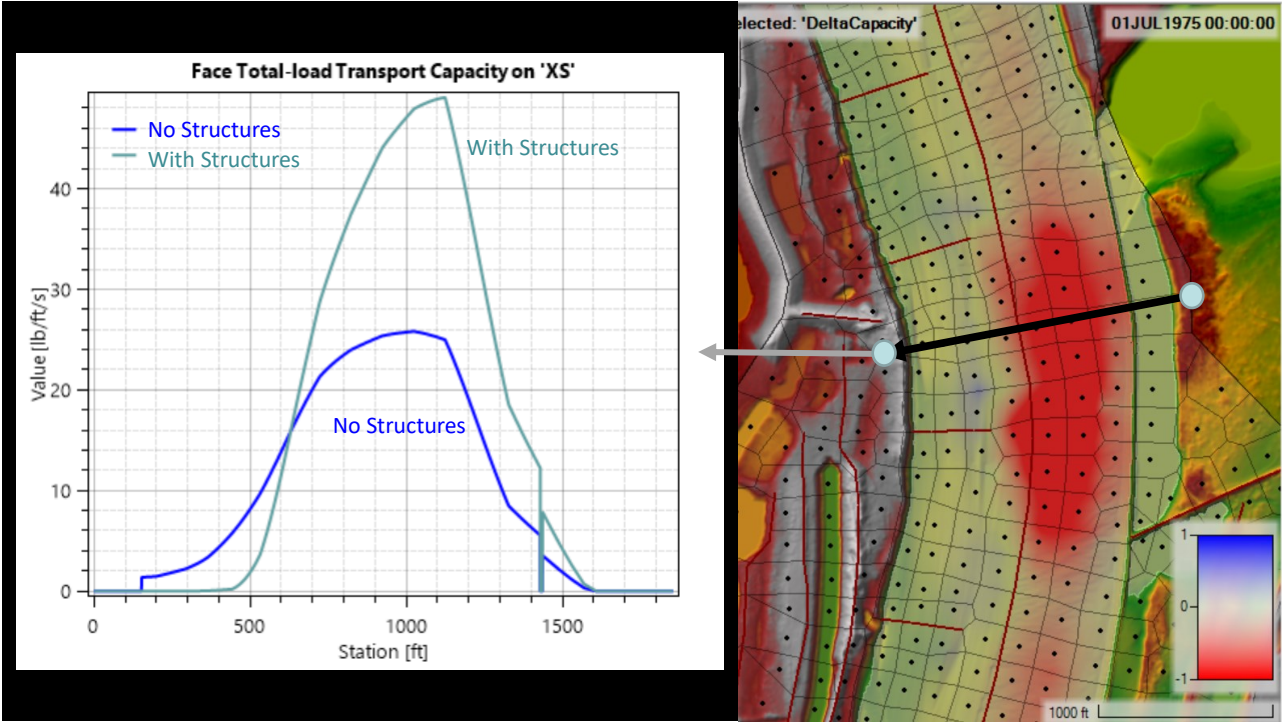 Face Total-load Transport Capacity on 'XS'
No Structures
With Structures
With Structures
No Structures
Value [lb/ft/s]
40
30
20
10
0
0
500
1000
1500
Station [ft]
elected: 'DeltaCapacity'
01JUL1975 00:00:00
1
0
-1
1000 ft